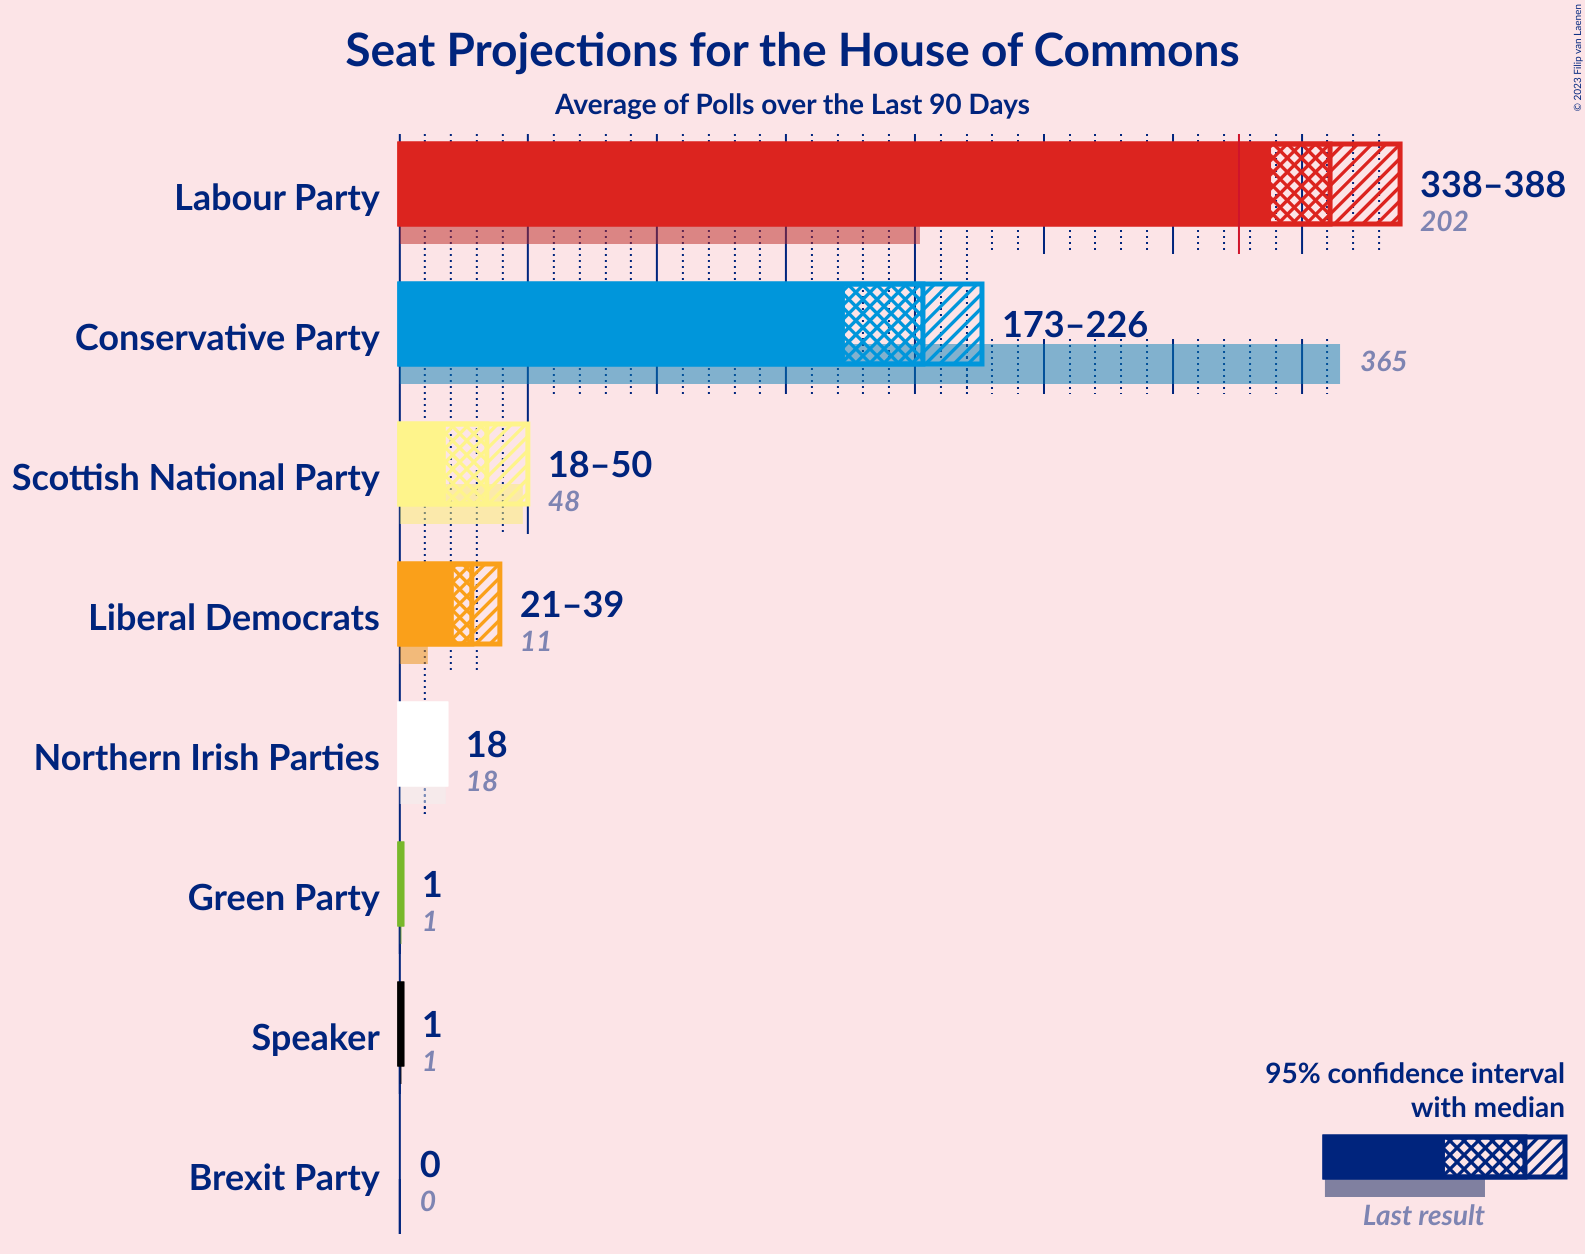 Seat Projections for the House of Commons
Average of Polls over the Last 90 Days
© 2023 Filip van Laenen
Labour Party
338–388
202
Conservative Party
173–226
365
Scottish National Party
18–50
48
Liberal Democrats
21–39
11
Northern Irish Parties
18
18
Green Party
1
1
Speaker
1
1
Brexit Party
0
0
95% confidence interval
with median
Last result